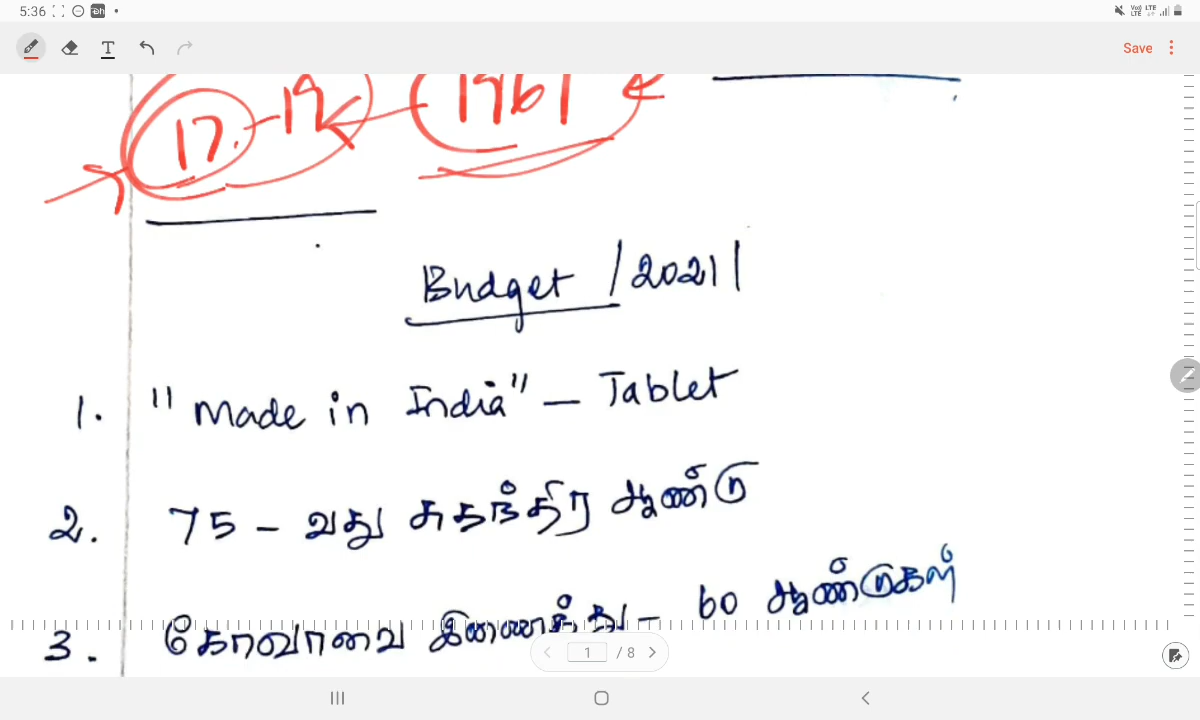 5:36
Save
17.-19 1961
Budget /2021/
1. "Made in India" - Tablet
2. 75 - வது சுதந்திர ஆண்டு
3. கோவாவை இணைத்து - 60 ஆண்டுகள்
1 / 8